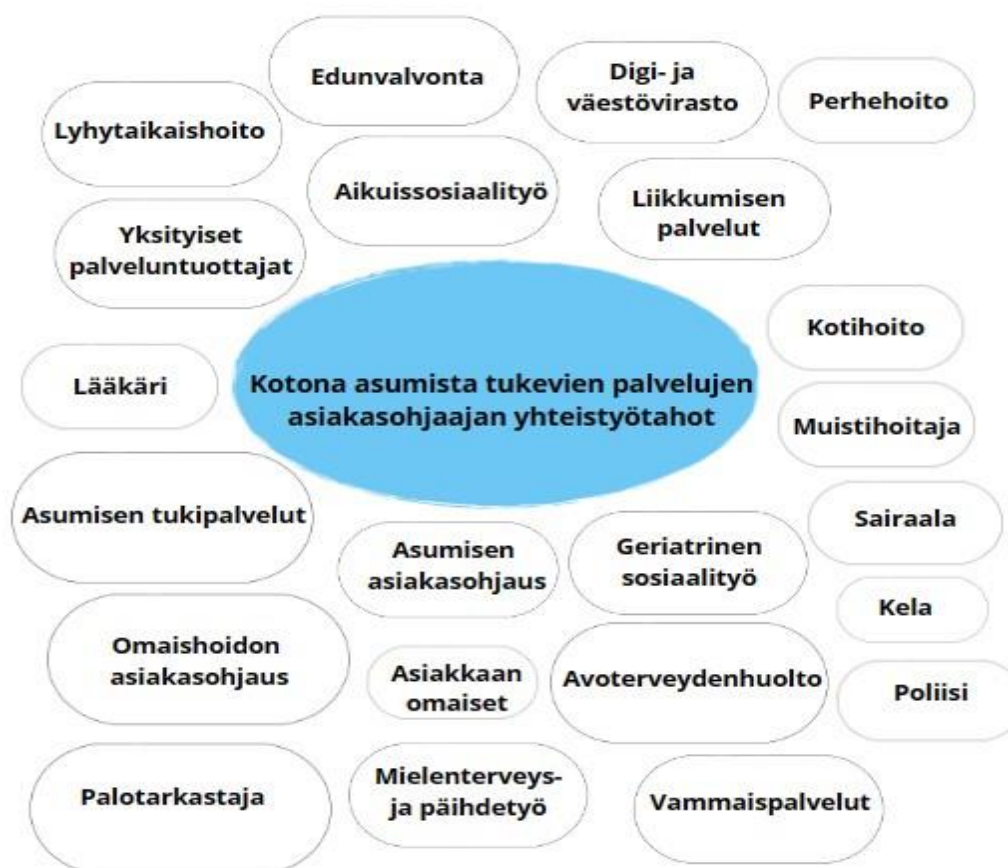 Edunvalvonta
Digi- ja
väestövirasto
Perhehoito
Lyhytaikaishoito
Aikuissosiaalityö
Liikkumisen
palvelut
Yksityiset
palveluntuottajat
Kotihoito
Lääkäri
Kotona asumista tukevien palvelujen
asiakasohjaajan yhteistyötahot
Muistihoitaja
Asumisen tukipalvelut
Asumisen
asiakasohjaus
Geriatrinen
sosiaalityö
Sairaala
Kela
Omaishoidon
asiakasohjaus
Asiakkaan
omaiset
Avoterveydenhuolto
Poliisi
Palotarkastaja
Mielenterveys-
ja päihdetyö
Vammaispalvelut